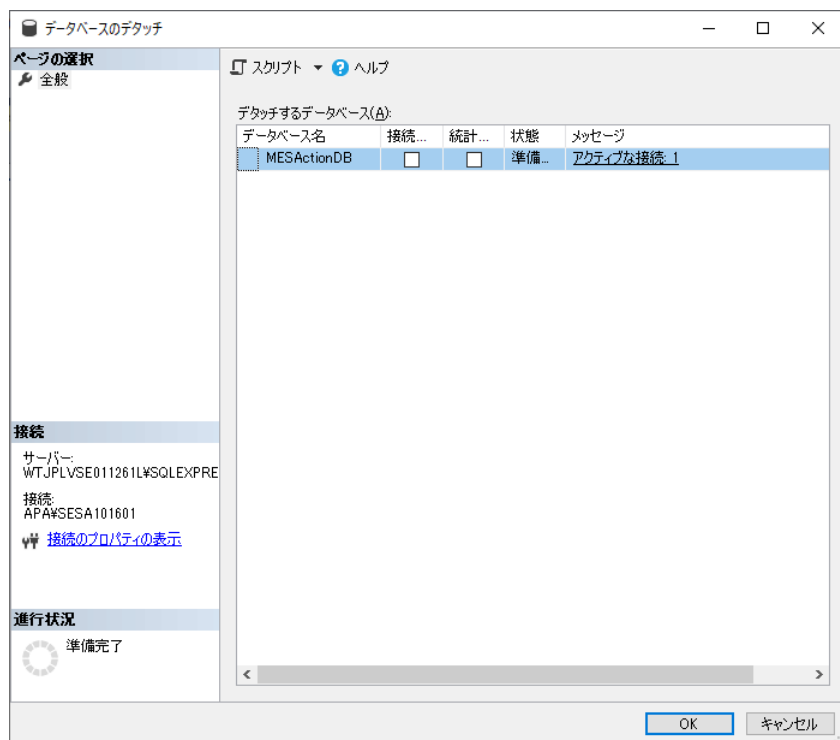 データベースのデタッチ
ページの選択
全般
スクリプト ヘルプ
デタッチするデータベース(A):
データベース名 接続... 統計... 状態 メッセージ
MESActionDB 準備... アクティブな接続: 1
接続
サーバー:
WTJPLVSE011261L¥SQLEXPRE
接続:
APA¥SESA101601
接続のプロパティの表示
進行状況
準備完了
OK キャンセル